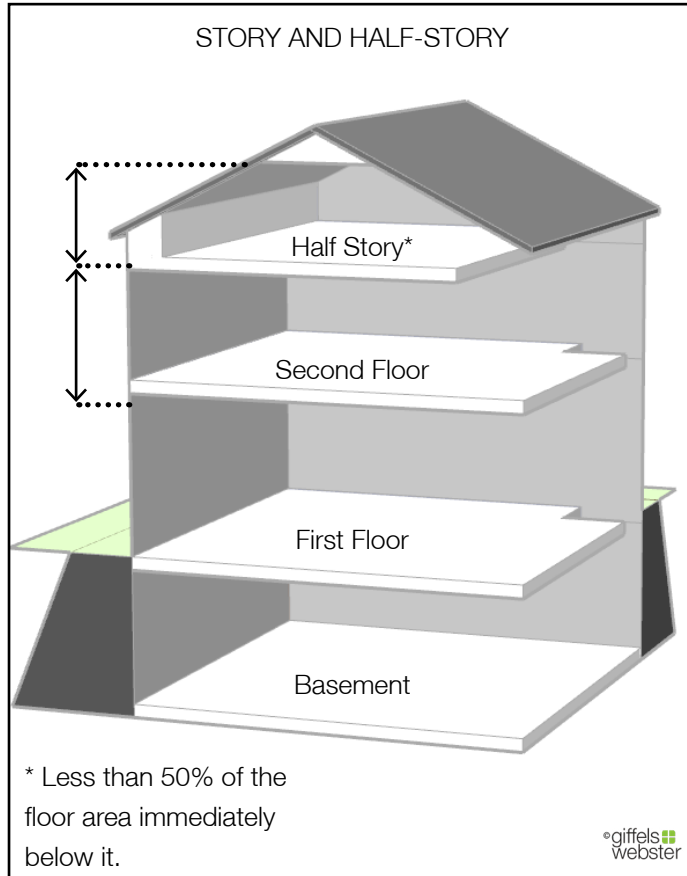 STORY AND HALF-STORY
Half Story*
Second Floor
First Floor
Basement
* Less than 50% of the
floor area immediately
below it.
©giffels
webster